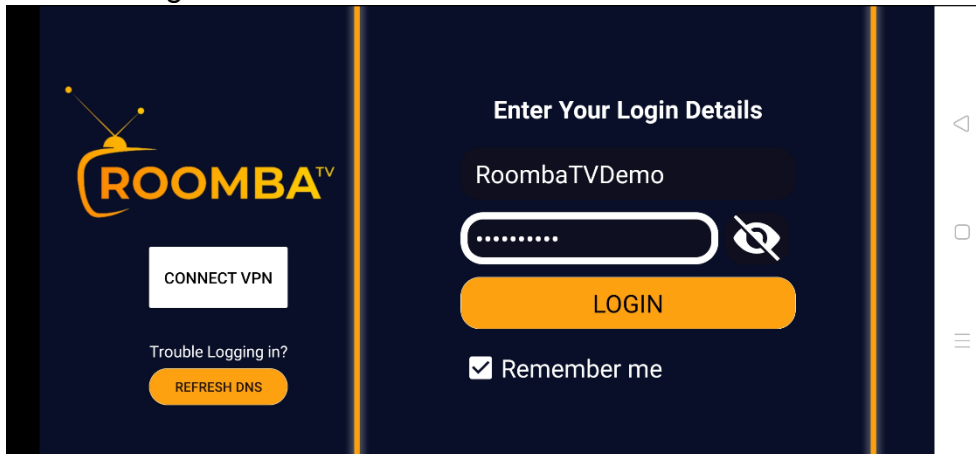 ROOMBA TV
CONNECT VPN
Trouble Logging in?
REFRESH DNS
Enter Your Login Details
RoombaTVDemo
••••••••••
LOGIN
Remember me